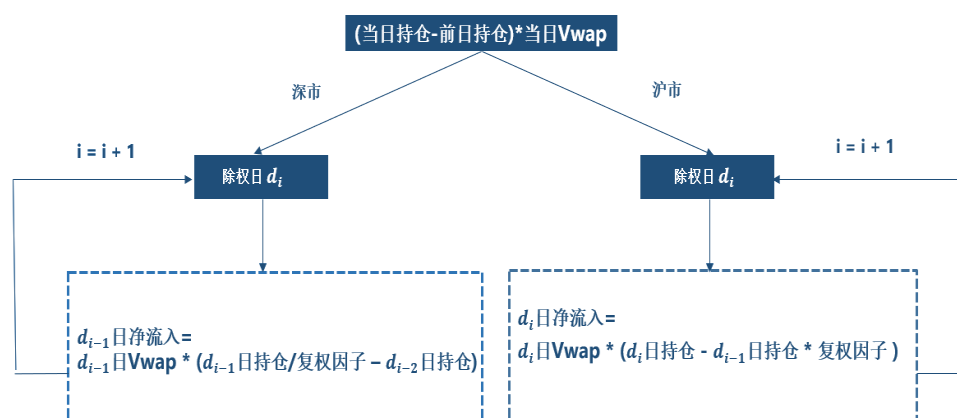 (当日持仓-前日持仓)*当日Vwap
深市
沪市
i = i + 1
i = i + 1
除权日 d_i
除权日 d_i
d_{i-1}日净流入=
d_{i-1}日Vwap * (d_{i-1}日持仓/复权因子 – d_{i-2}日持仓)
d_i日净流入=
d_i日Vwap * (d_i日持仓 - d_{i-1}日持仓 * 复权因子 )